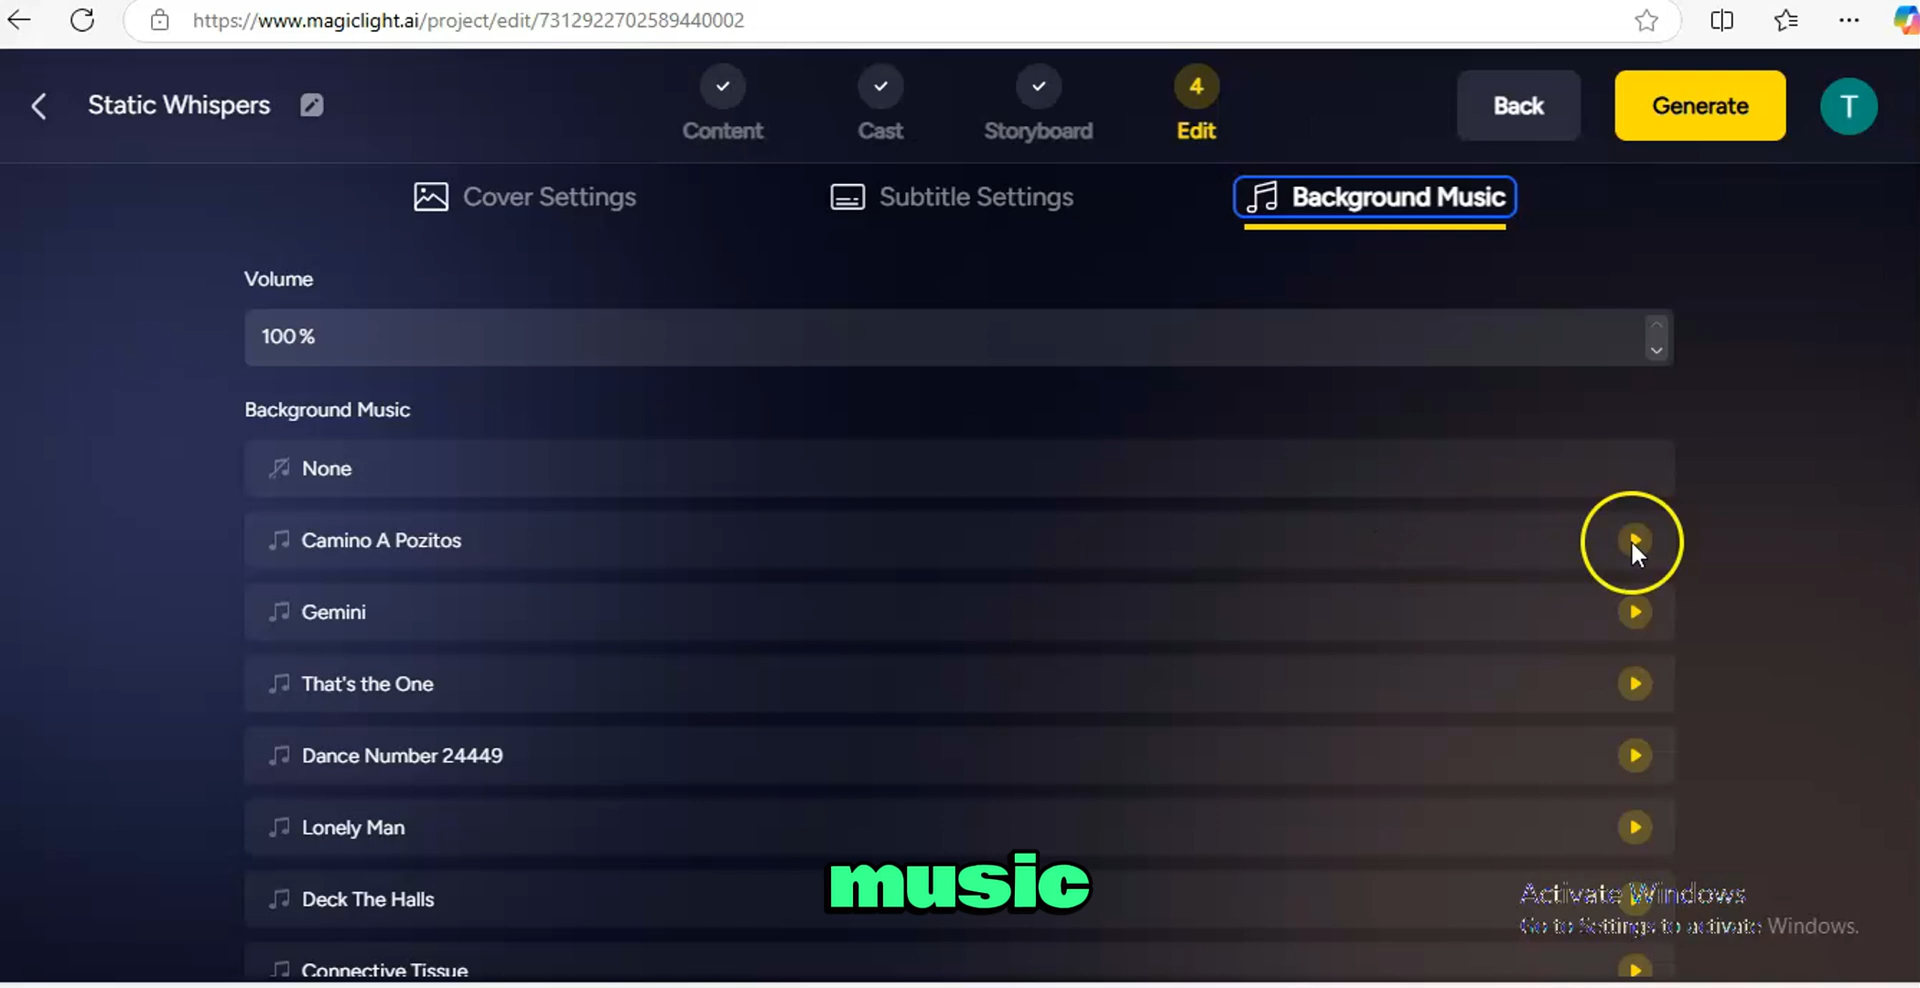 https://www.magiclight.ai/project/edit/7312922702589440002
Static Whispers
Content
Cast
Storyboard
4
Edit
Back
Generate
T
Cover Settings
Subtitle Settings
Background Music
Volume
100%
Background Music
None
Camino A Pozitos
Gemini
That's the One
Dance Number 24449
Lonely Man
Deck The Halls
Connective Tissue
music
Activate Windows
Go to Settings to activate Windows.